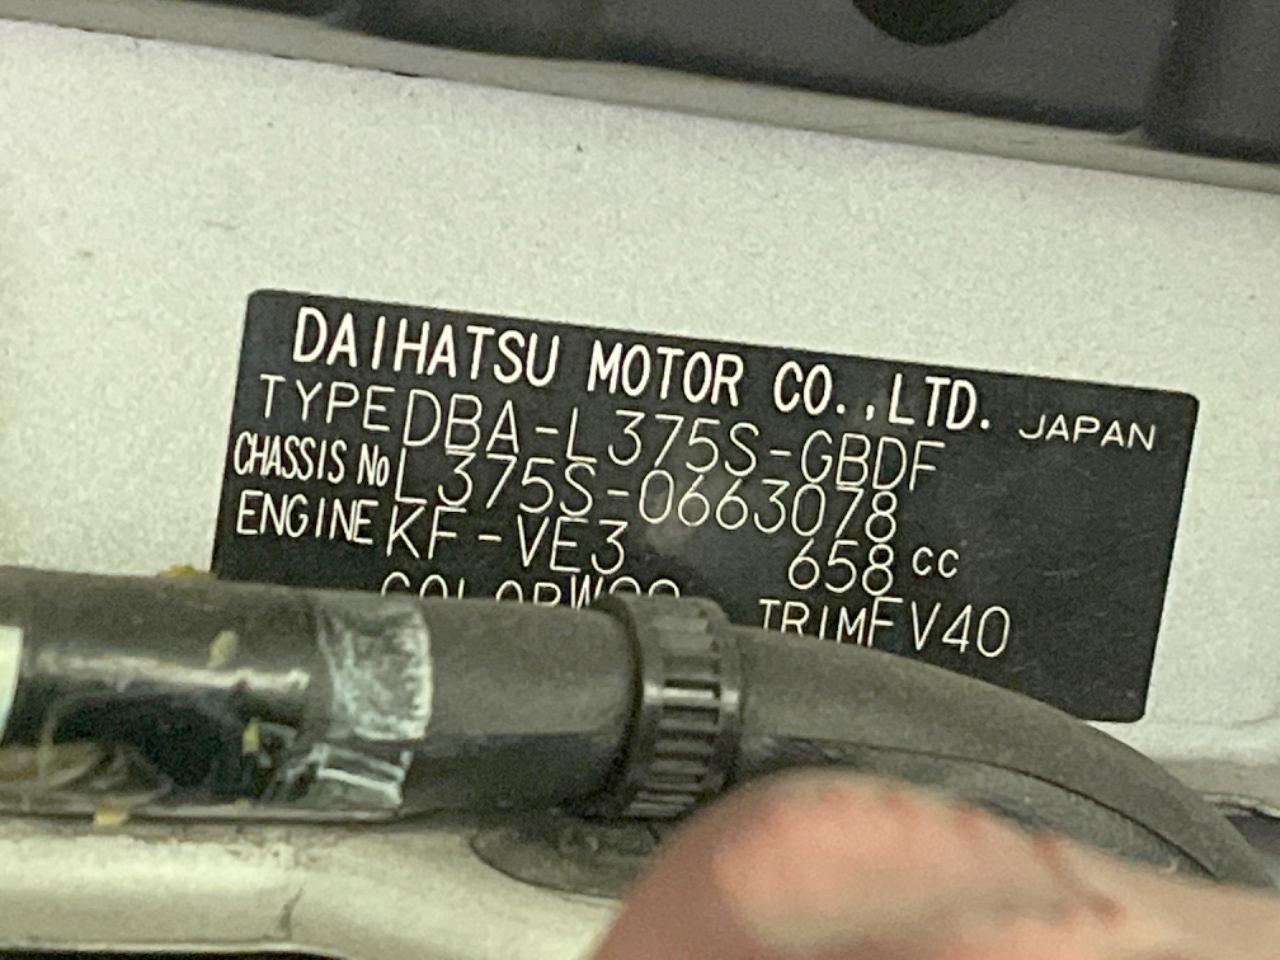 DAIHATSU MOTOR CO.,LTD. JAPAN
TYPE DBA-L375S-GBDF
CHASSIS No L375S-0663078
ENGINE KF-VE3 658 cc
COLOR TRIM FV40